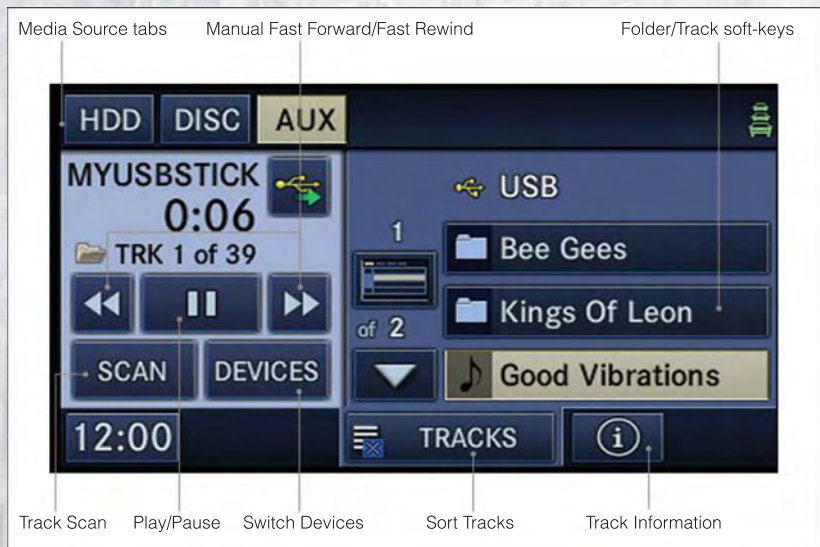 Media Source tabs
Manual Fast Forward/Fast Rewind
Folder/Track soft-keys
HDD
DISC
AUX
MYUSBSTICK
0:06
TRK 1 of 39
SCAN
DEVICES
12:00
USB
1
of 2
Bee Gees
Kings Of Leon
Good Vibrations
TRACKS
i
Track Scan
Play/Pause
Switch Devices
Sort Tracks
Track Information